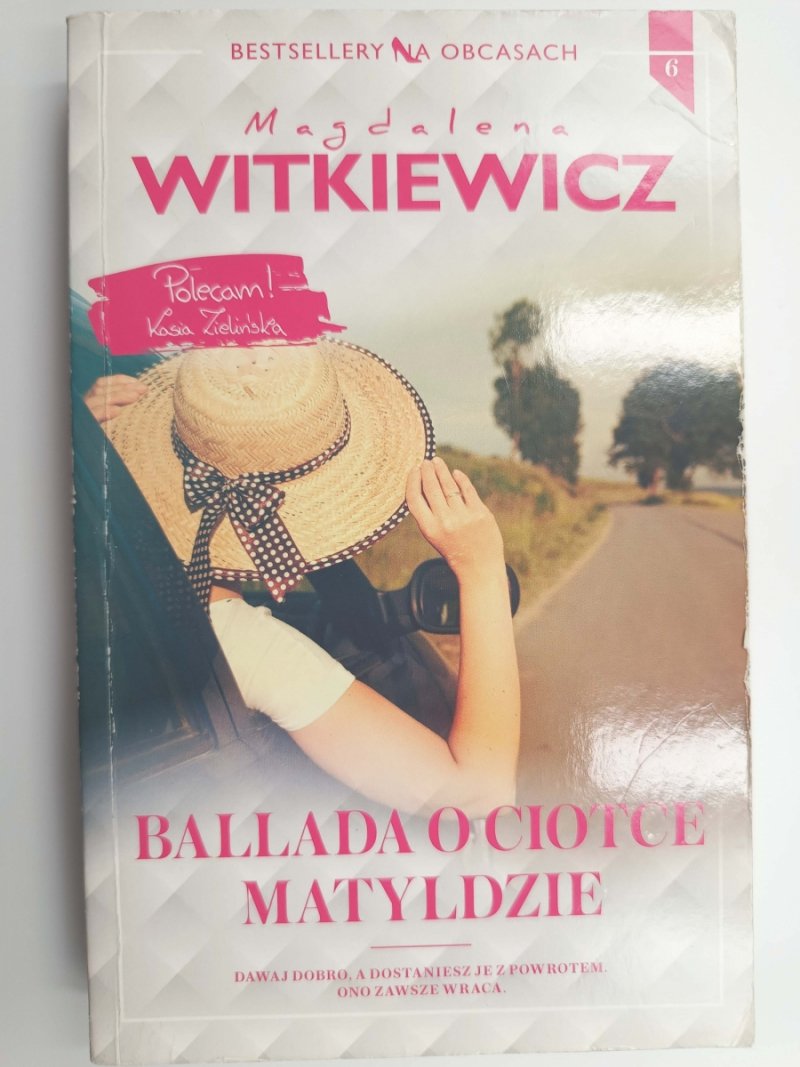 BESTSELLERY NA OBCASACH
6
Magdalena
WITKIEWICZ
Polecam!
Kasia Zielińska
BALLADA O CIOTCE
MATYLDZIE
DAWAJ DOBRO, A DOSTANIESZ JE Z POWROTEM.
ONO ZAWSZE WRACA.